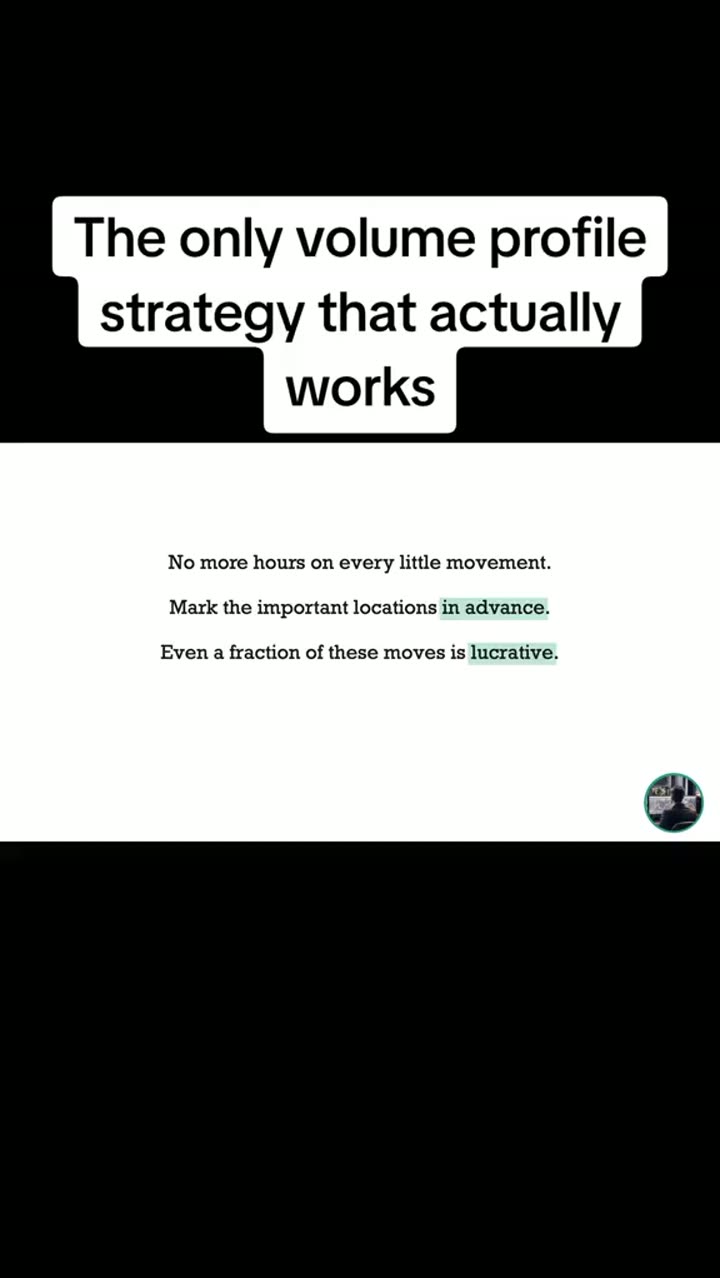 The only volume profile
strategy that actually
works
No more hours on every little movement.
Mark the important locations in advance.
Even a fraction of these moves is lucrative.